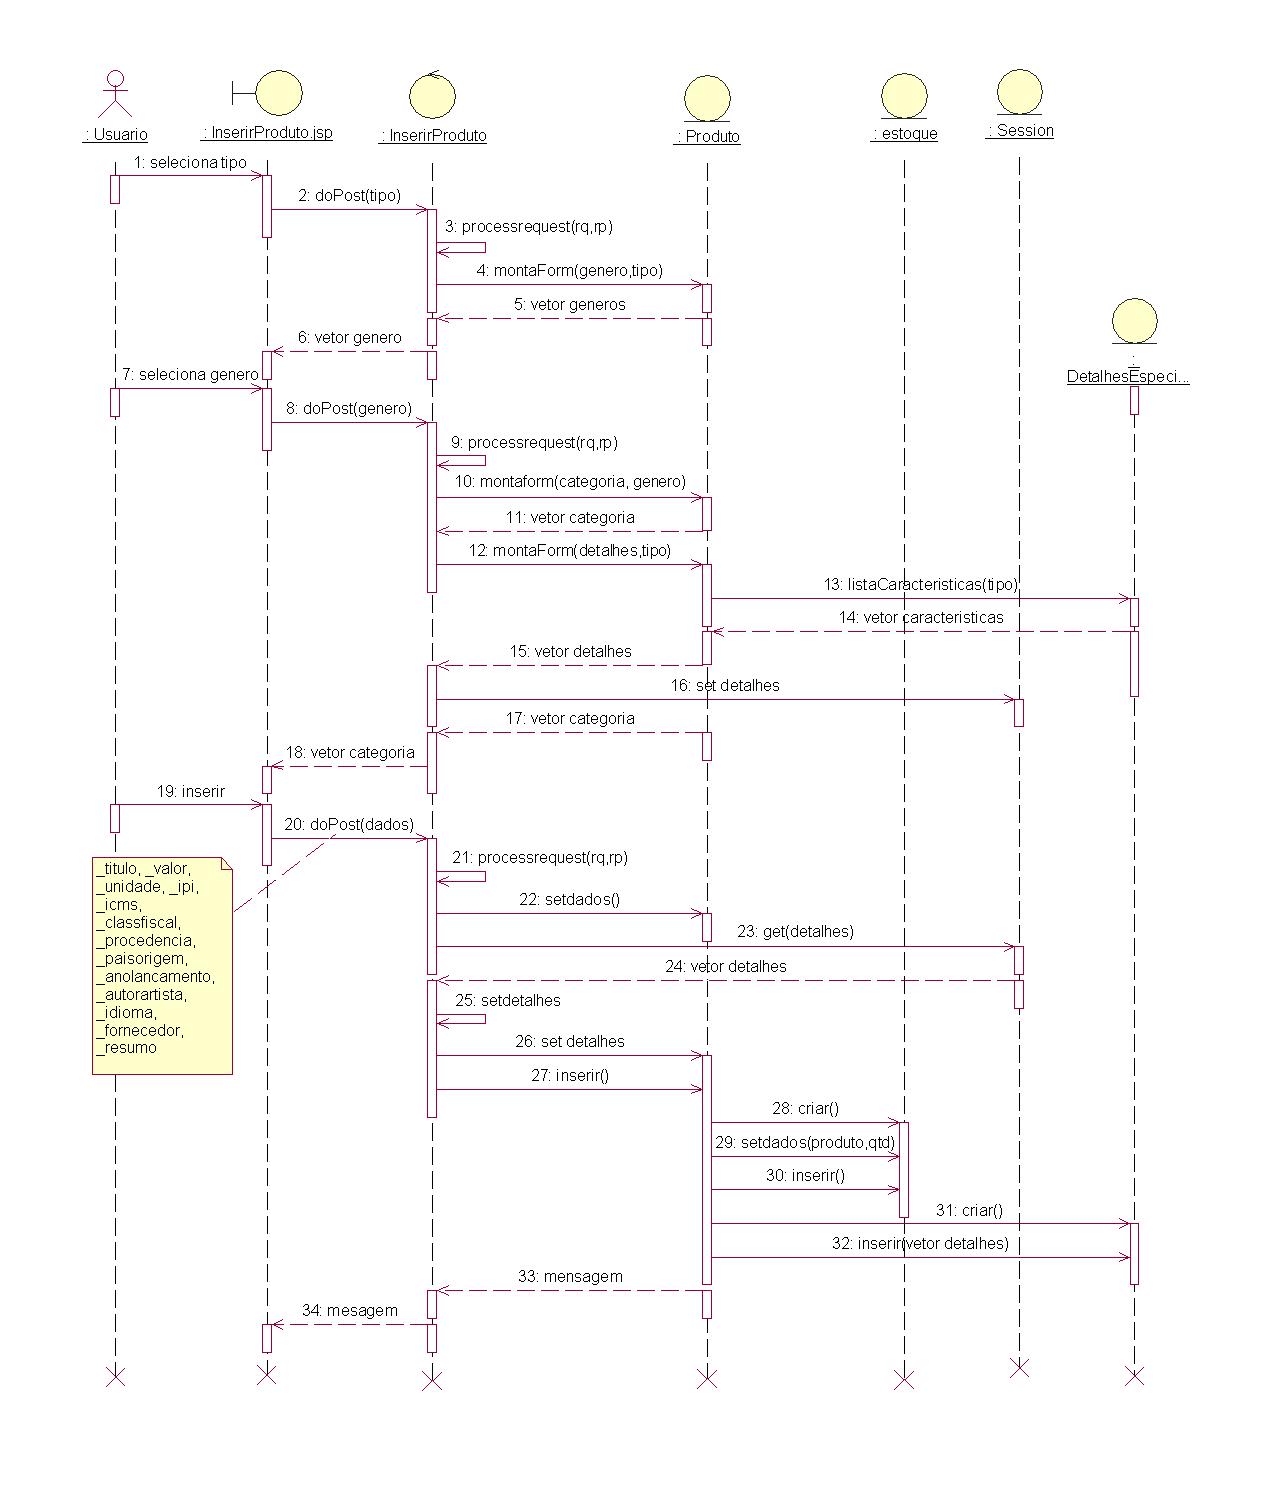 : Usuario
: InserirProduto.jsp
: InserirProduto
: Produto
: estoque
: Session
1: seleciona tipo
2: doPost(tipo)
3: processrequest(rq,rp)
4: montaForm(genero,tipo)
5: vetor generos
6: vetor genero
:
DetalhesEspeci...
7: seleciona genero
8: doPost(genero)
9: processrequest(rq,rp)
10: montaform(categoria, genero)
11: vetor categoria
12: montaForm(detalhes,tipo)
13: listaCaracteristicas(tipo)
14: vetor caracteristicas
15: vetor detalhes
16: set detalhes
17: vetor categoria
18: vetor categoria
19: inserir
20: doPost(dados)
21: processrequest(rq,rp)
_titulo, _valor,
_unidade, _ipi,
_icms,
_classfiscal,
_procedencia,
_paisorigem,
_anolancamento,
_autorartista,
_idioma,
_fornecedor,
_resumo
22: setdados()
23: get(detalhes)
24: vetor detalhes
25: setdetalhes
26: set detalhes
27: inserir()
28: criar()
29: setdados(produto,qtd)
30: inserir()
31: criar()
32: inserir(vetor detalhes)
33: mensagem
34: mesagem